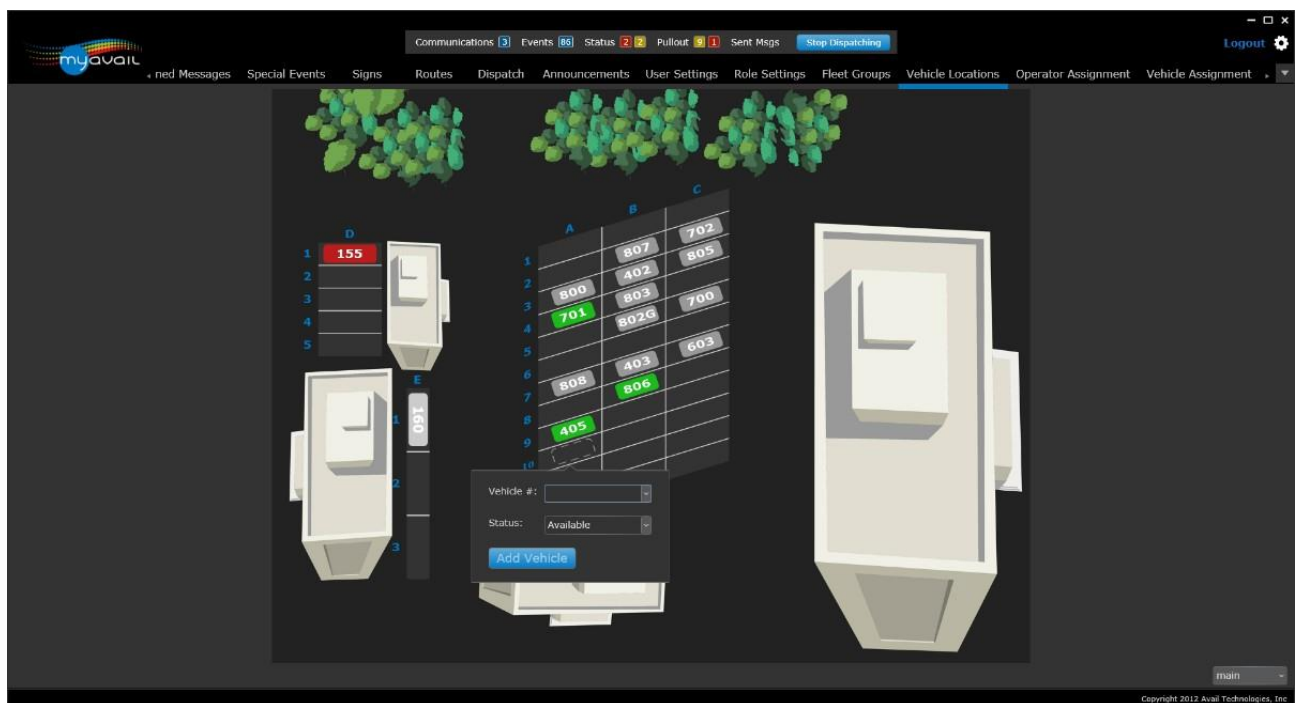 myavail
Communications 3 Events 86 Status 2 2 Pullout 9 1 Sent Msgs Stop Dispatching
Logout
ned Messages Special Events Signs Routes Dispatch Announcements User Settings Role Settings Fleet Groups Vehicle Locations Operator Assignment Vehicle Assignment
D
1 155
2
3
4
5
E
1 160
2
3
A B C
1 807 702
2 402 805
3 800 803
4 701 802G 700
5
6 403 603
7 808 806
8
9 405
10
Vehicle #:
Status: Available
Add Vehicle
main
Copyright 2012 Avail Technologies, Inc